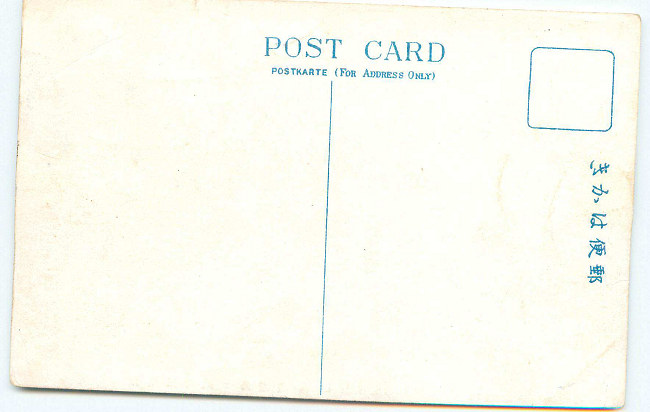 POST CARD
POSTKARTE (FOR ADDRESS ONLY)
郵便はかき